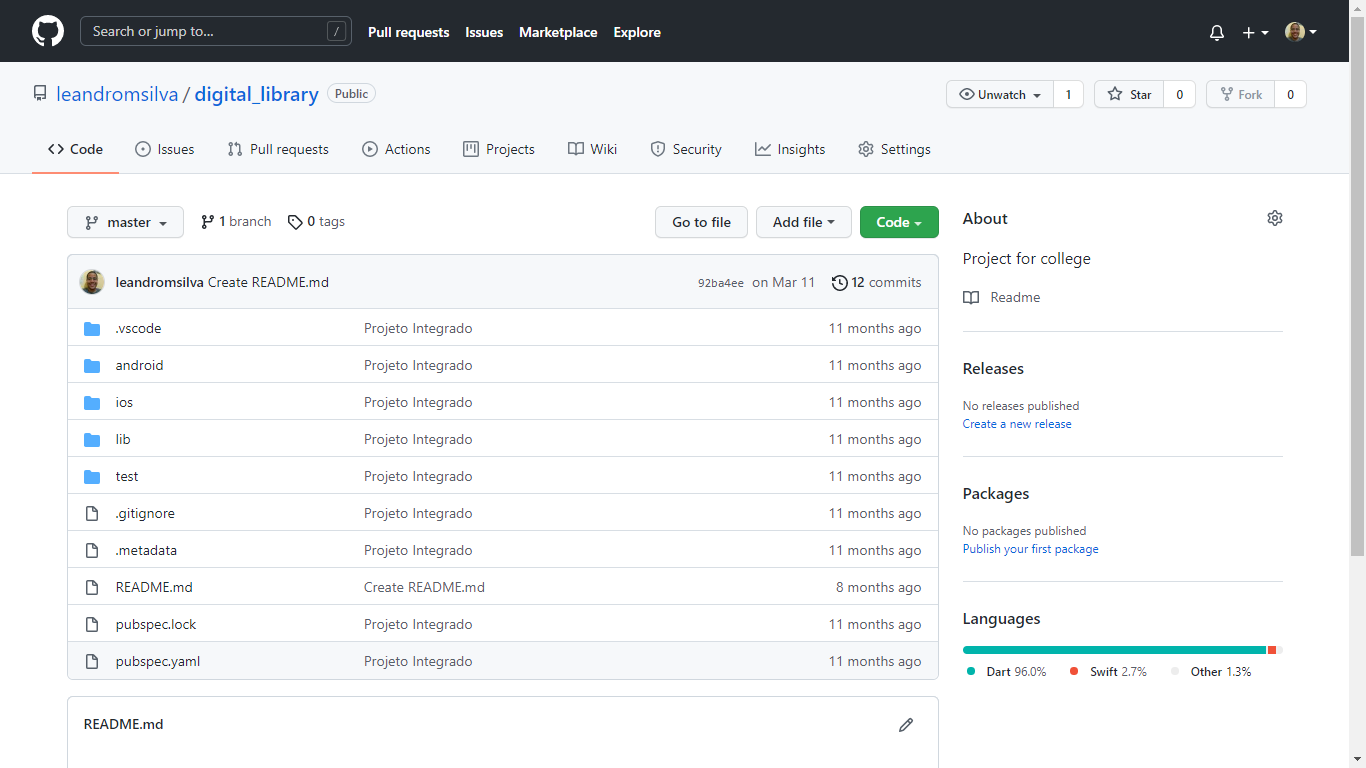 Search or jump to... /
Pull requests Issues Marketplace Explore
leandromsilva / digital_library Public
Unwatch 1 Star 0 Fork 0
Code Issues Pull requests Actions Projects Wiki Security Insights Settings
master 1 branch 0 tags Go to file Add file Code
leandromsilva Create README.md 92ba4ee on Mar 11 12 commits
.vscode Projeto Integrado 11 months ago
android Projeto Integrado 11 months ago
ios Projeto Integrado 11 months ago
lib Projeto Integrado 11 months ago
test Projeto Integrado 11 months ago
.gitignore Projeto Integrado 11 months ago
.metadata Projeto Integrado 11 months ago
README.md Create README.md 8 months ago
pubspec.lock Projeto Integrado 11 months ago
pubspec.yaml Projeto Integrado 11 months ago
README.md
About
Project for college
Readme
Releases
No releases published
Create a new release
Packages
No packages published
Publish your first package
Languages
Dart 96.0% Swift 2.7% Other 1.3%